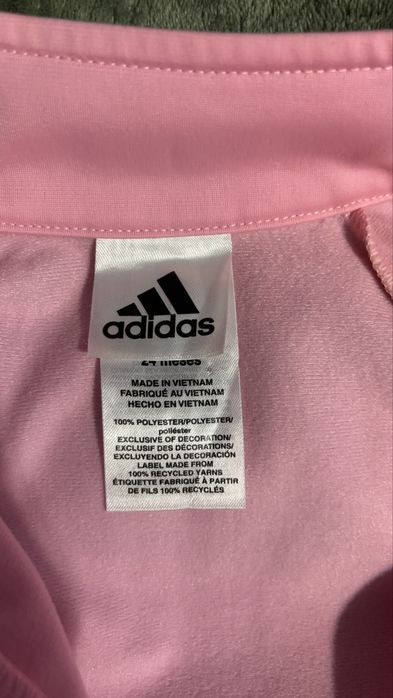 adidas
24 meses
MADE IN VIETNAM
FABRIQUÉ AU VIETNAM
HECHO EN VIETNAM
100% POLYESTER/POLYESTER/
poliéster
EXCLUSIVE OF DECORATION/
EXCLUSIF DES DÉCORATIONS/
EXCLUYENDO LA DECORACIÓN
LABEL MADE FROM
100% RECYCLED YARNS
ÉTIQUETTE FABRIQUÉ À PARTIR
DE FILS 100% RECYCLÉS